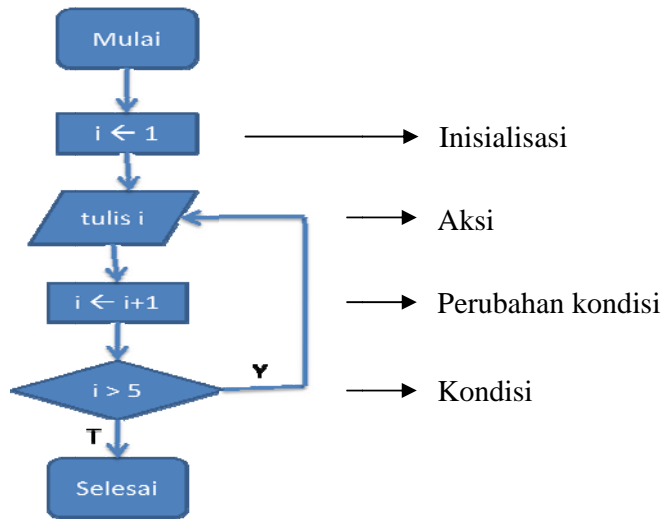 Mulai
i ← 1
Inisialisasi
tulis i
Aksi
i ← i+1
Perubahan kondisi
i > 5
Y
Kondisi
T
Selesai